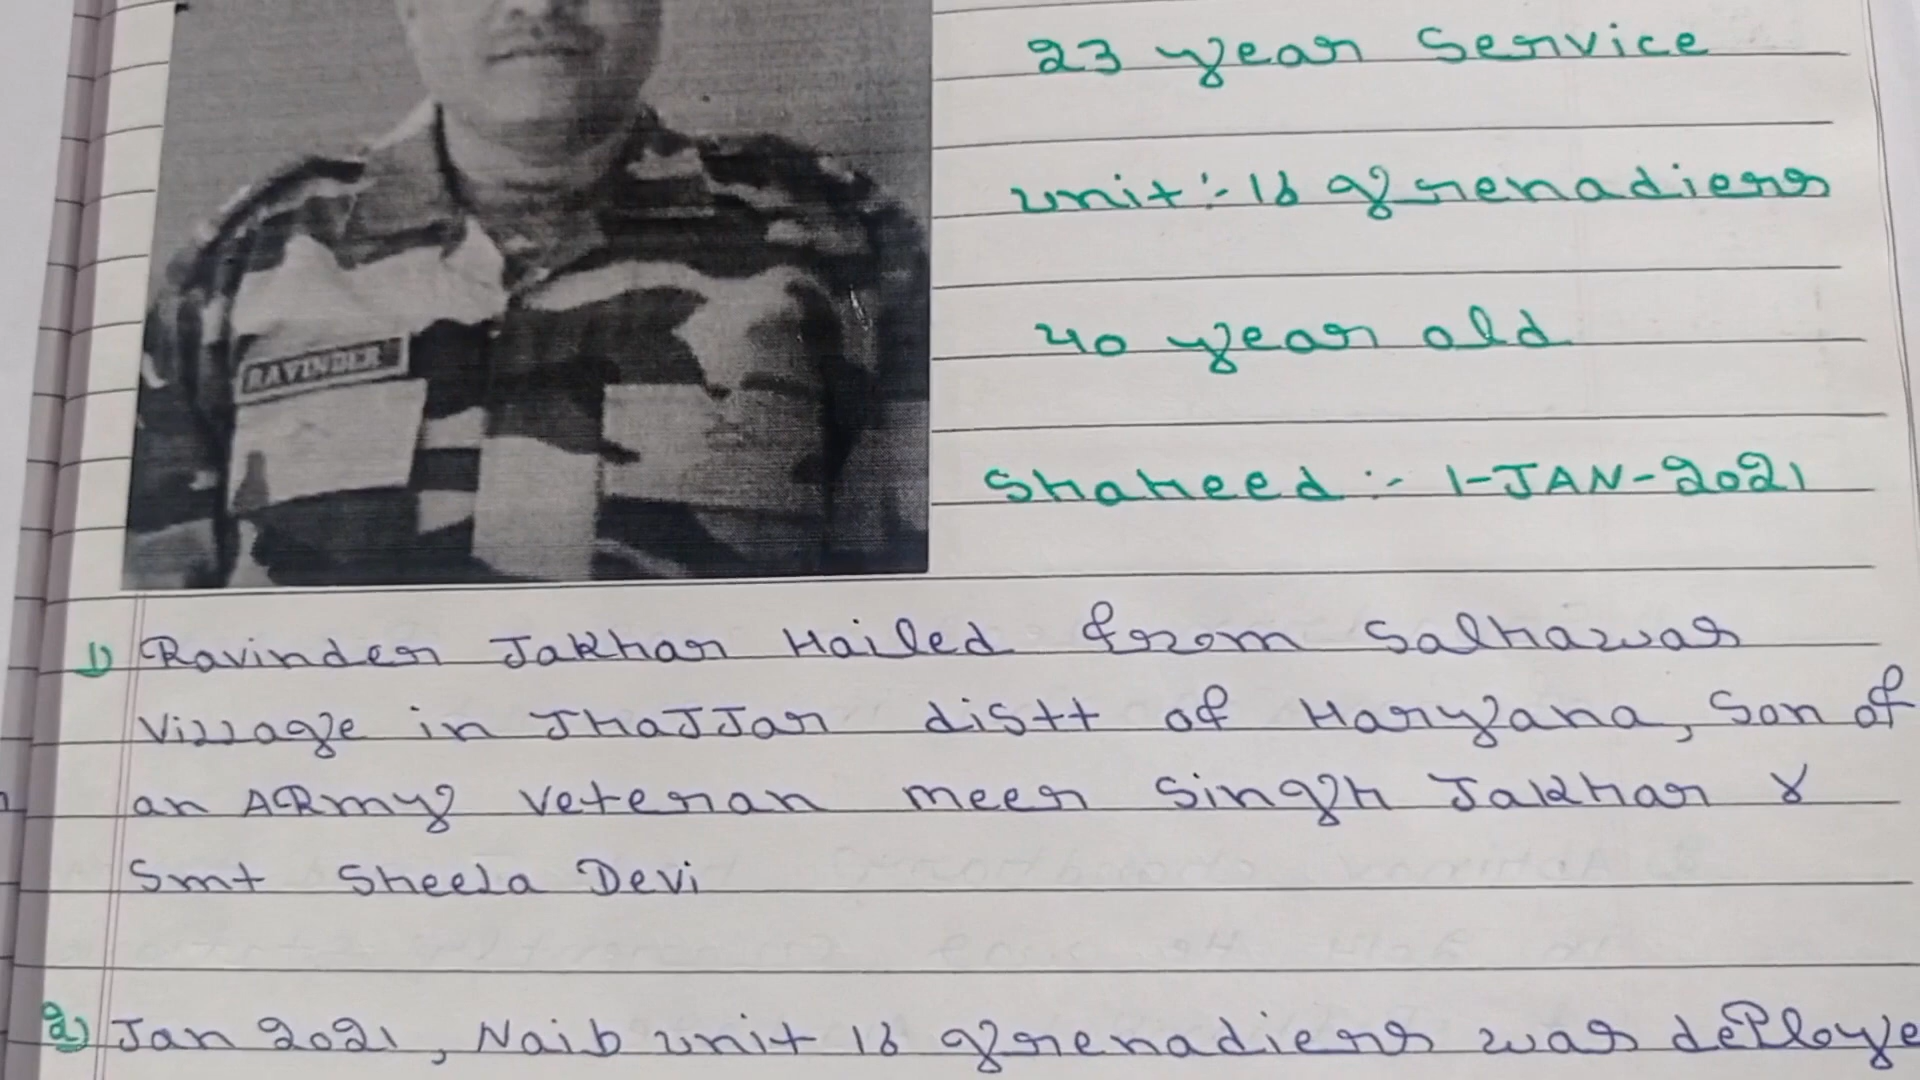 23 year Service
unit :- 16 grenadiers
40 year old
RAVINDER
Shaheed :- 1-JAN-2021
1) Ravinder Jakhar Hailed from Salhawas
village in JhaJJar distt of Haryana, Son of
an ARmy veteran meer Singh Jakhar &
Smt Sheela Devi
2) Jan 2021, Naib unit 16 grenadiers was dePloye